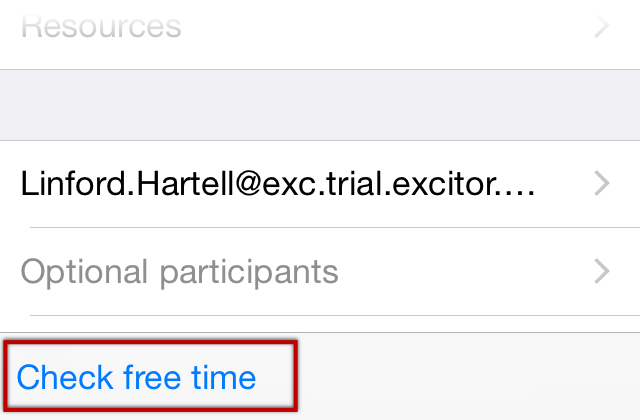 Resources
Linford.Hartell@exc.trial.excitor.…
Optional participants
Check free time